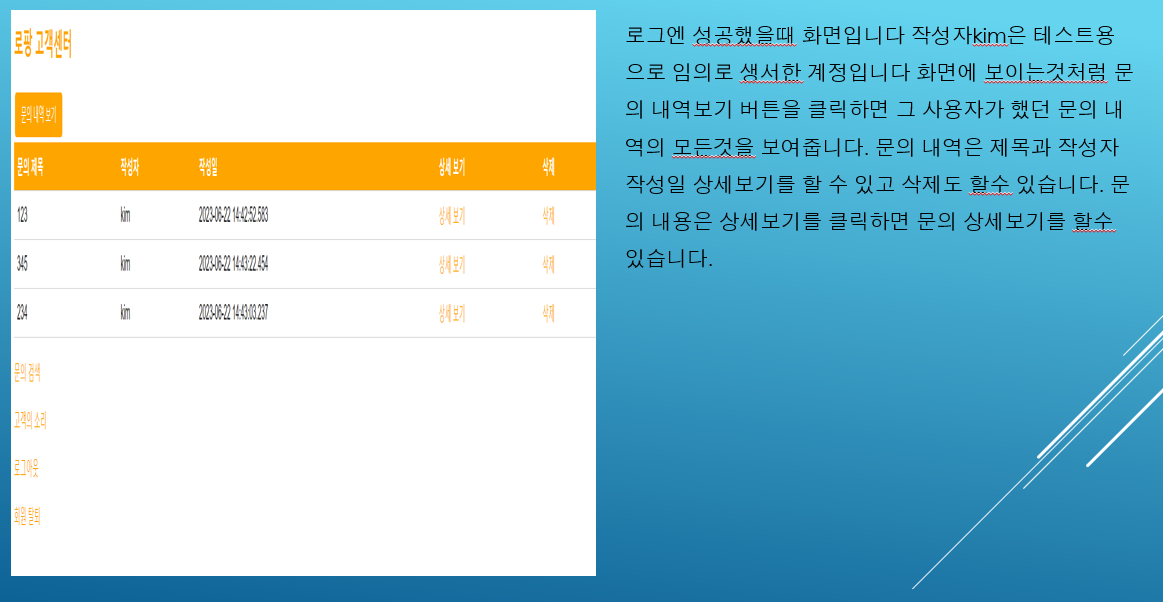 로팡 고객센터
문의 내역 보기
문의 제목 작성자 작성일 상세 보기 삭제
123 kim 2023-06-22 14:42:52.583 상세 보기 삭제
345 kim 2023-06-22 14:43:22.454 상세 보기 삭제
234 kim 2023-06-22 14:43:03.237 상세 보기 삭제
문의 검색
고객의 소리
로그아웃
회원 탈퇴
로그엔 성공했을때 화면입니다 작성자kim은 테스트용
으로 임의로 생서한 계정입니다 화면에 보이는것처럼 문
의 내역보기 버튼을 클릭하면 그 사용자가 했던 문의 내
역의 모든것을 보여줍니다. 문의 내역은 제목과 작성자
작성일 상세보기를 할 수 있고 삭제도 할수 있습니다. 문
의 내용은 상세보기를 클릭하면 문의 상세보기를 할수
있습니다.